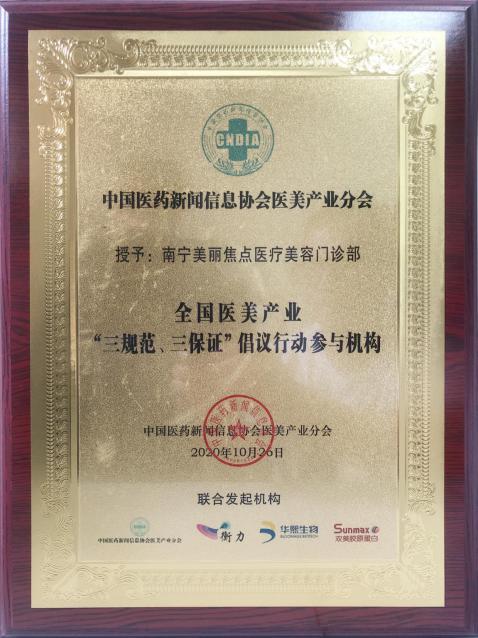 CNDIA
中国医药新闻信息协会医美产业分会
授予：南宁美丽焦点医疗美容门诊部
全国医美产业
“三规范、三保证”倡议行动参与机构
中国医药新闻信息协会医美产业分会
2020年10月26日
联合发起机构
中国医药新闻信息协会医美产业分会
衡力
华熙生物
BLOOMAGE BIOTECH
Sunmax
双美胶原蛋白